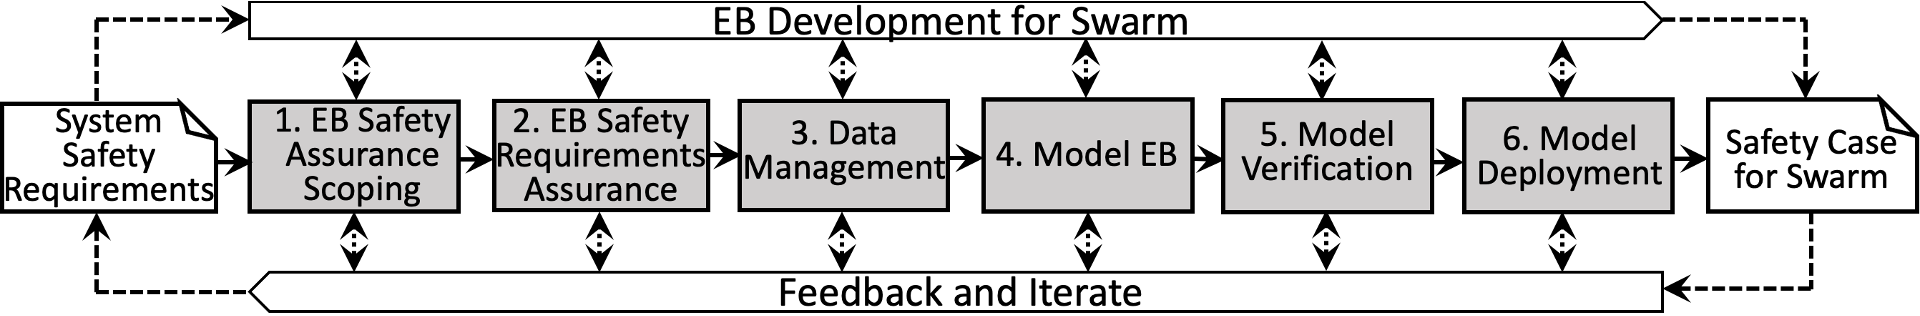 EB Development for Swarm
System
Safety
Requirements
1. EB Safety
Assurance
Scoping
2. EB Safety
Requirements
Assurance
3. Data
Management
4. Model EB
5. Model
Verification
6. Model
Deployment
Safety Case
for Swarm
Feedback and Iterate